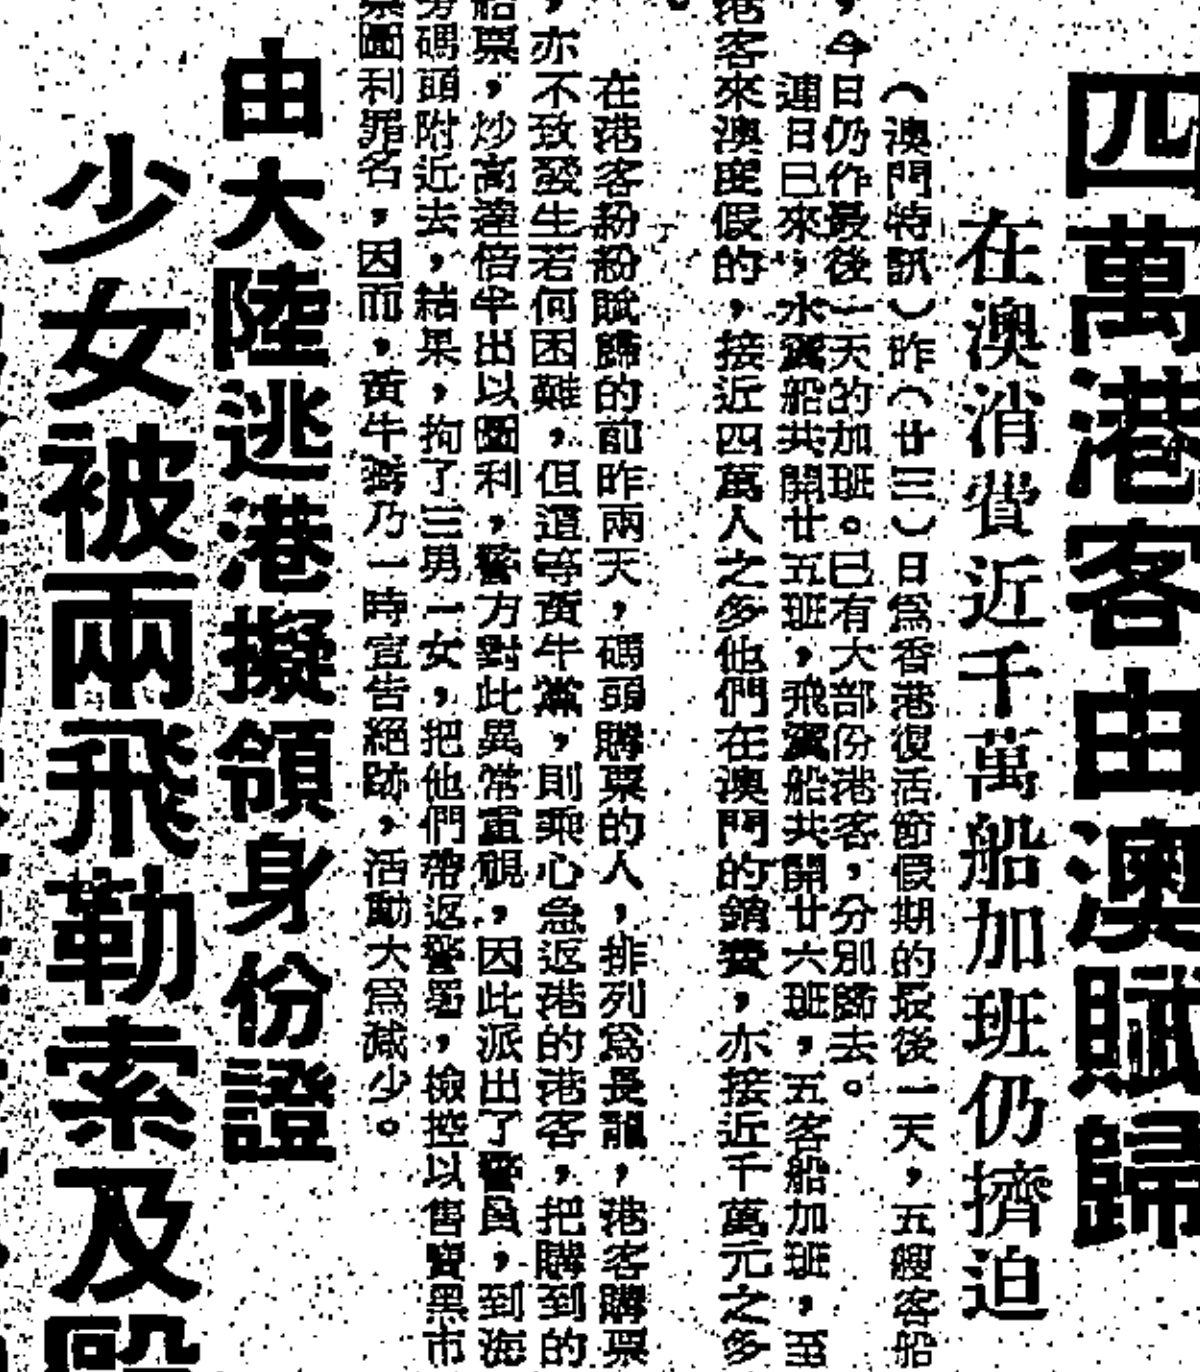 四萬港客由澳賦歸
在澳消費近千萬船加班仍擠迫
（澳門特訊）昨（廿三）日爲香港復活節假期的最後一天，五艘客船
，今日仍作最後一天的加班。已有大部份港客，分別歸去。
連日已來，水翼船共開廿五班，飛翼船共開廿六班，五客船加班，至
港客來澳度假的，接近四萬人之多他們在澳門的銷費，亦接近千萬元之多
。
在港客紛紛賦歸的前昨兩天，碼頭購票的人，排列爲長龍，港客購票
，亦不致發生若何困難，但這等黃牛黨，則乘心急返港的港客，把購到的
船票，炒高達倍半出以圖利，警方對此異常重視，因此派出了警員，到海
旁碼頭附近去，結果，拘了三男一女，把他們帶返警署，檢控以售賣黑市
票圖利罪名，因而，黃牛黨乃一時宣告絕跡，活動大爲減少。
由大陸逃港擬領身份證
少女被兩飛勒索及毆